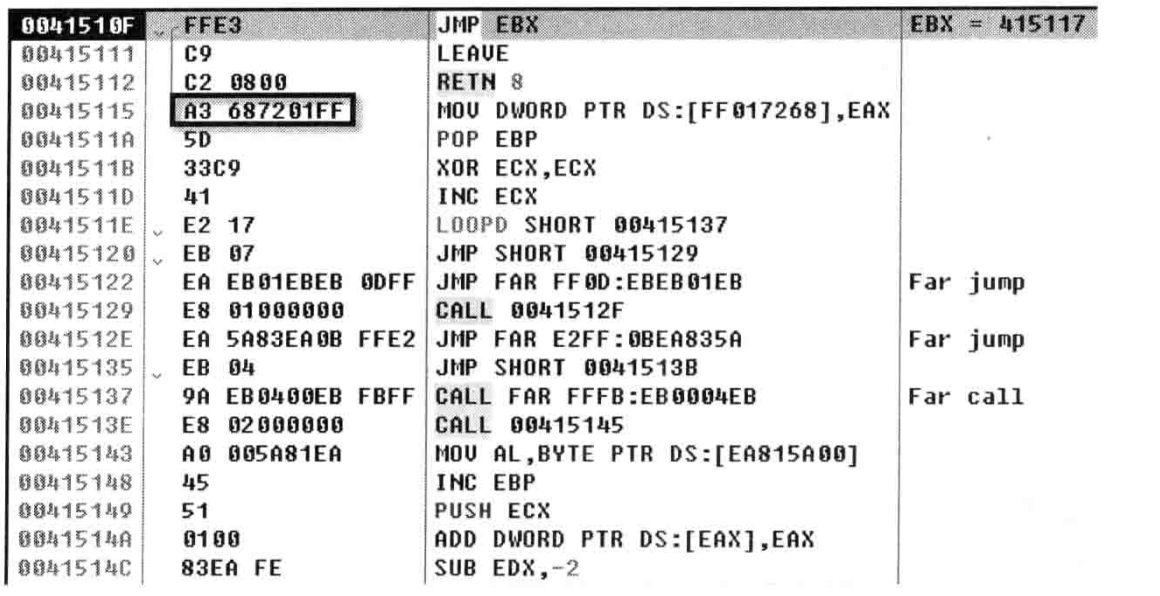 0041510F FFE3 JMP EBX EBX = 415117
00415111 C9 LEAVE
00415112 C2 0800 RETN 8
00415115 A3 687201FF MOV DWORD PTR DS:[FF017268],EAX
0041511A 5D POP EBP
0041511B 33C9 XOR ECX,ECX
0041511D 41 INC ECX
0041511E E2 17 LOOPD SHORT 00415137
00415120 EB 07 JMP SHORT 00415129
00415122 EA EB01EBEB 0DFF JMP FAR FF0D:EBEB01EB Far jump
00415129 E8 01000000 CALL 0041512F
0041512E EA 5A83EA0B FFE2 JMP FAR E2FF:0BEA835A Far jump
00415135 EB 04 JMP SHORT 0041513B
00415137 9A EB0400EB FBFF CALL FAR FFFB:EB0004EB Far call
0041513E E8 02000000 CALL 00415145
00415143 A0 005A81EA MOV AL,BYTE PTR DS:[EA815A00]
00415148 45 INC EBP
00415149 51 PUSH ECX
0041514A 0100 ADD DWORD PTR DS:[EAX],EAX
0041514C 83EA FE SUB EDX,-2